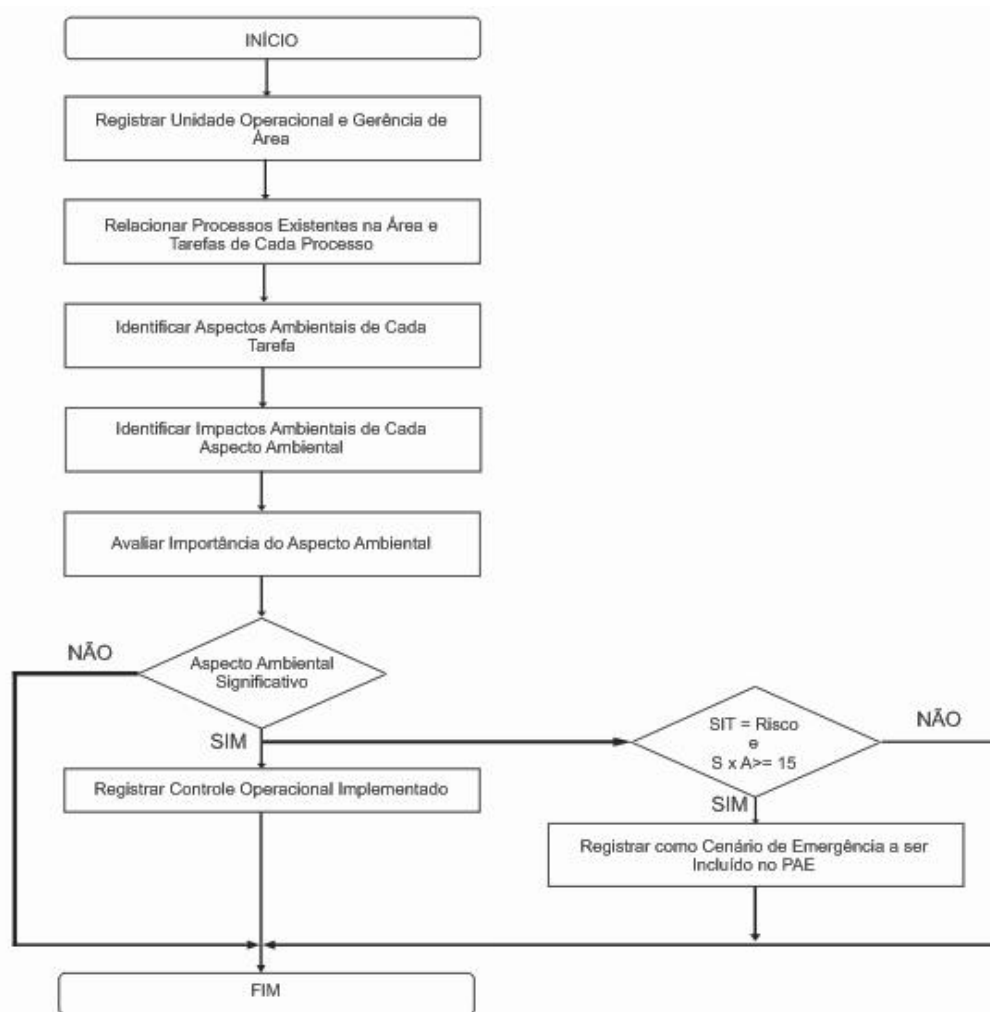 INÍCIO
Registrar Unidade Operacional e Gerência de
Área
Relacionar Processos Existentes na Área e
Tarefas de Cada Processo
Identificar Aspectos Ambientais de Cada
Tarefa
Identificar Impactos Ambientais de Cada
Aspecto Ambiental
Avaliar Importância do Aspecto Ambiental
NÃO
Aspecto Ambiental
Significativo
SIM
SIT = Risco
e
S x A>= 15
NÃO
SIM
Registrar Controle Operacional Implementado
Registrar como Cenário de Emergência a ser
Incluído no PAE
FIM